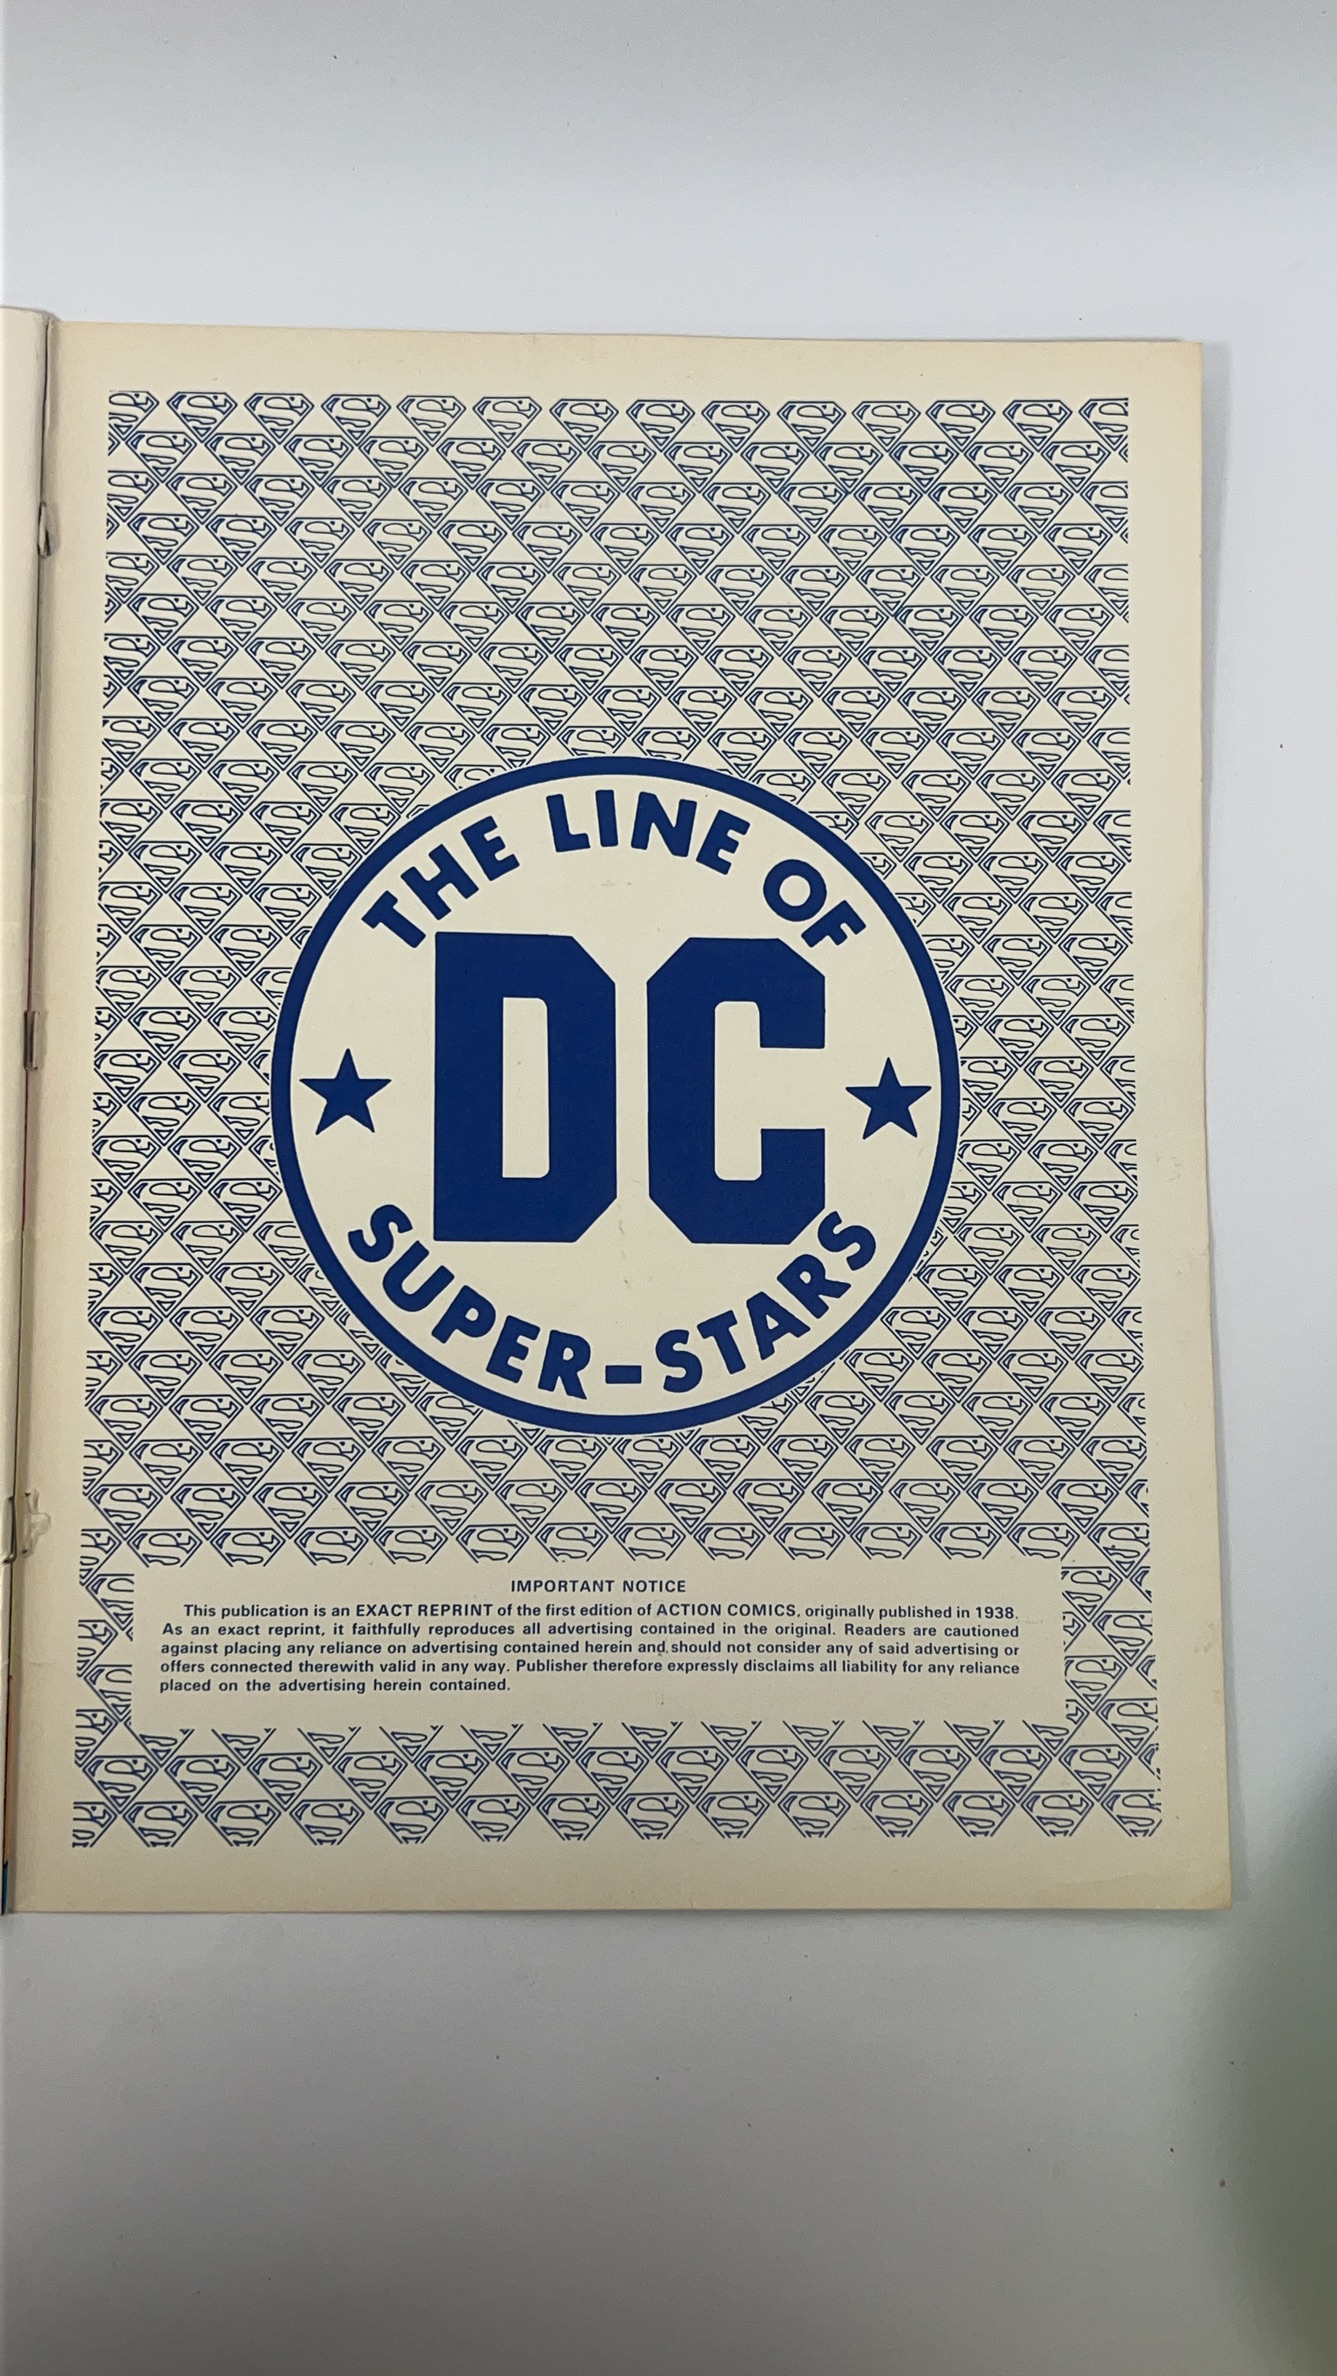 THE LINE OF
DC
SUPER-STARS
IMPORTANT NOTICE
This publication is an EXACT REPRINT of the first edition of ACTION COMICS, originally published in 1938.
As an exact reprint, it faithfully reproduces all advertising contained in the original. Readers are cautioned
against placing any reliance on advertising contained herein and should not consider any of said advertising or
offers connected therewith valid in any way. Publisher therefore expressly disclaims all liability for any reliance
placed on the advertising herein contained.